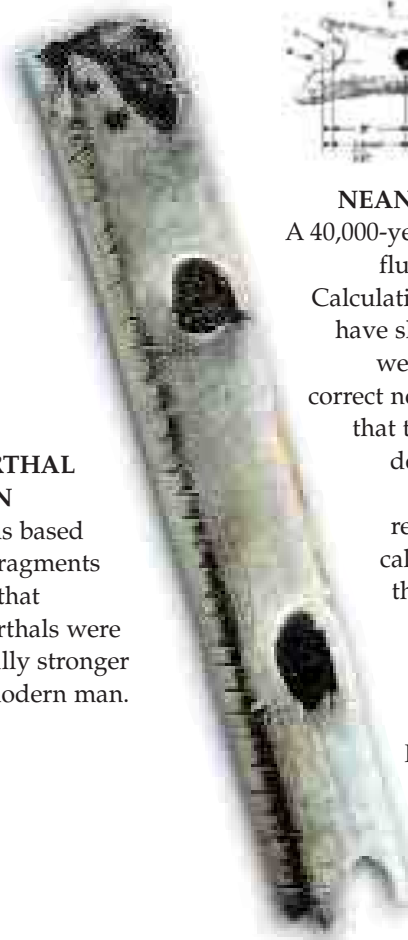 RTHAL
N
s based
ragments
that
rthals were
lly stronger
odern man.
NEAN
A 40,000-ye
flu
Calculati
have sl
we
correct no
that t
de
re
cal
th